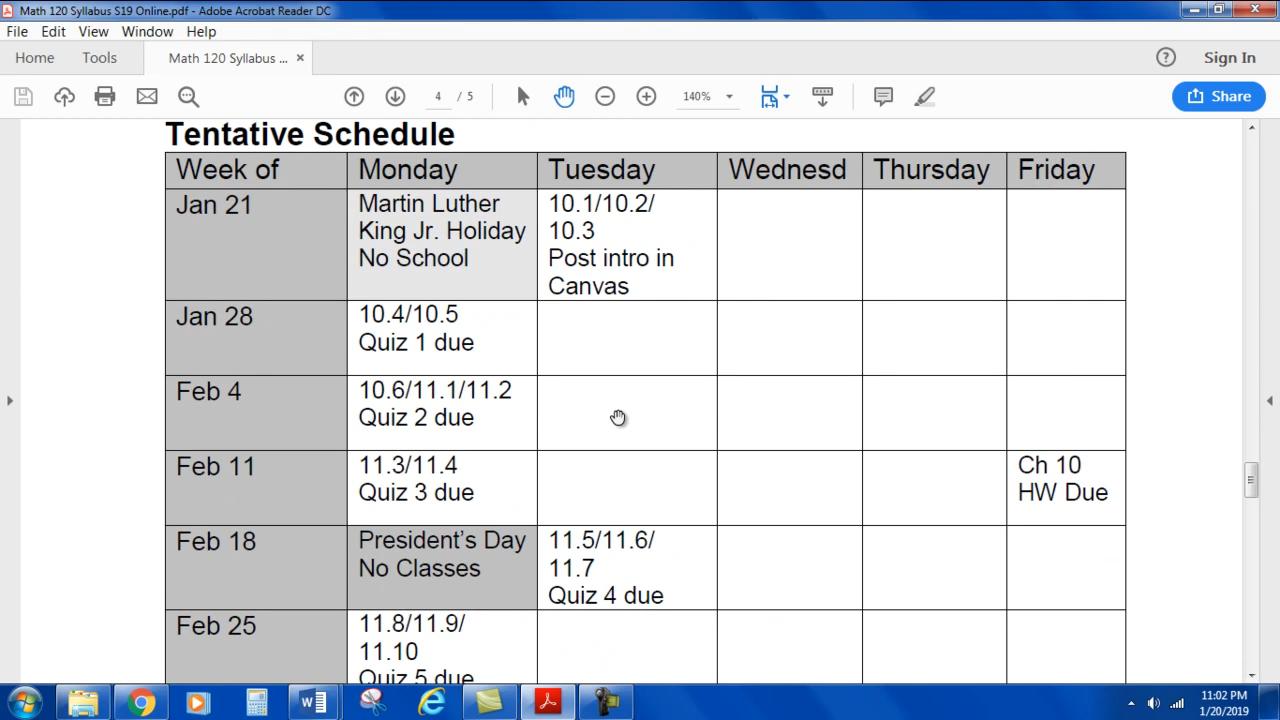 Math 120 Syllabus S19 Online.pdf - Adobe Acrobat Reader DC
File Edit View Window Help
Home Tools Math 120 Syllabus ... × ? Sign In
4 / 5 140% Share
Tentative Schedule
Week of Monday Tuesday Wednesd Thursday Friday
Jan 21 Martin Luther 10.1/10.2/
King Jr. Holiday 10.3
No School Post intro in
Canvas
Jan 28 10.4/10.5
Quiz 1 due
Feb 4 10.6/11.1/11.2
Quiz 2 due
Feb 11 11.3/11.4 Ch 10
Quiz 3 due HW Due
Feb 18 President's Day 11.5/11.6/
No Classes 11.7
Quiz 4 due
Feb 25 11.8/11.9/
11.10
Quiz 5 due
11:02 PM
1/20/2019